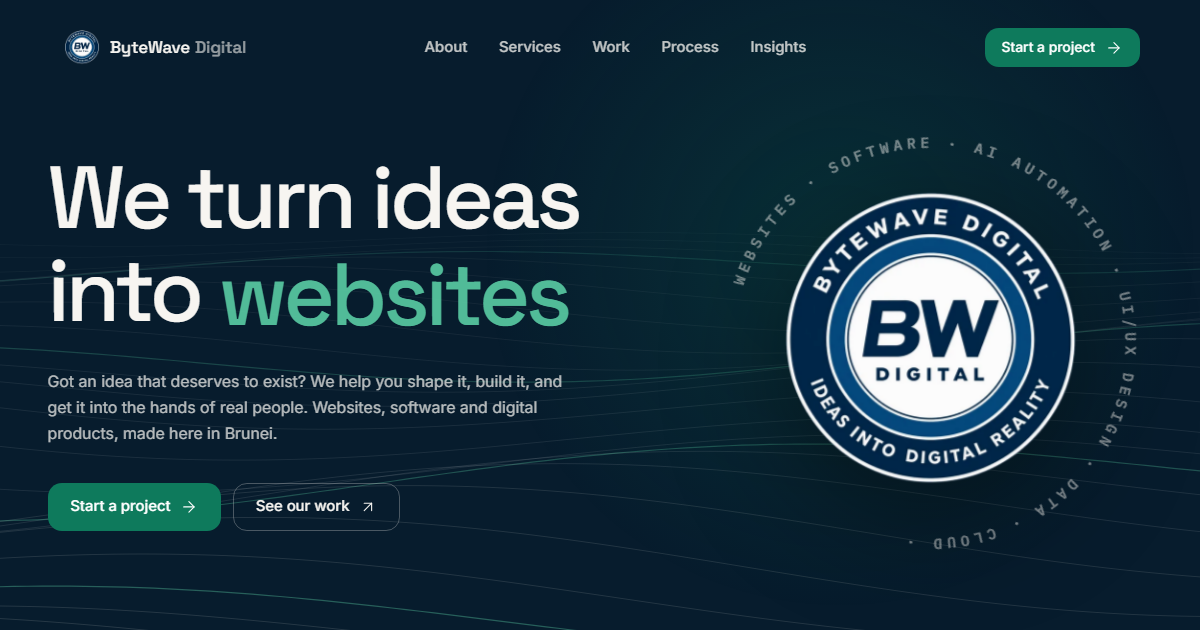 BW
ByteWave Digital
About
Services
Work
Process
Insights
Start a project
We turn ideas
into websites
Got an idea that deserves to exist? We help you shape it, build it, and
get it into the hands of real people. Websites, software and digital
products, made here in Brunei.
Start a project
See our work
WEBSITES · SOFTWARE · AI AUTOMATION · UI/UX DESIGN · DATA · CLOUD ·
BYTEWAVE DIGITAL
BW
DIGITAL
IDEAS INTO DIGITAL REALITY